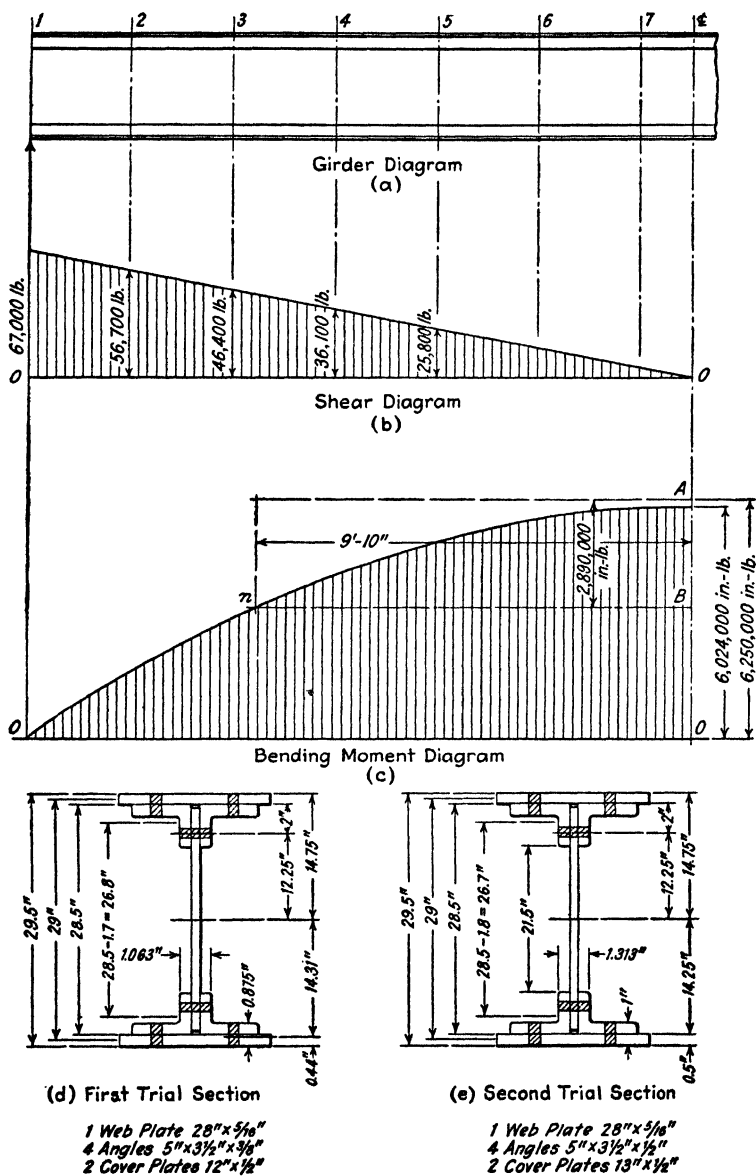 1 2 3 4 5 6 7 ℄
Girder Diagram
(a)
67,000 lb.
56,700 lb.
46,400 lb.
36,100 lb.
25,800 lb.
O O
Shear Diagram
(b)
A
9'-10"
2,890,000
in-lb.
n B
6,024,000 in.-lb.
6,250,000 in.-lb.
O O
Bending Moment Diagram
(c)
29.5"
29"
28.5"
28.5-1.7=26.8"
1.063"
2"
12.25"
14.75"
14.31"
0.875"
0.44"
(d) First Trial Section
1 Web Plate 28"x5/16"
4 Angles 5"x3½"x3/8"
2 Cover Plates 12"x½"
29.5"
29"
28.5"
28.5-1.8=26.7"
21.5"
1.313"
2"
12.25"
14.75"
14.25"
1"
0.5"
(e) Second Trial Section
1 Web Plate 28"x5/16"
4 Angles 5"x3½"x½"
2 Cover Plates 13"x½"